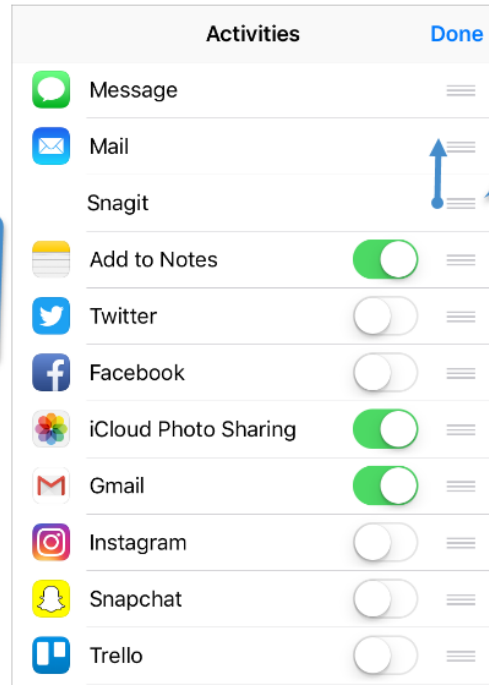 Activities Done
Message
Mail
Snagit
Add to Notes
Twitter
Facebook
iCloud Photo Sharing
Gmail
Instagram
Snapchat
Trello